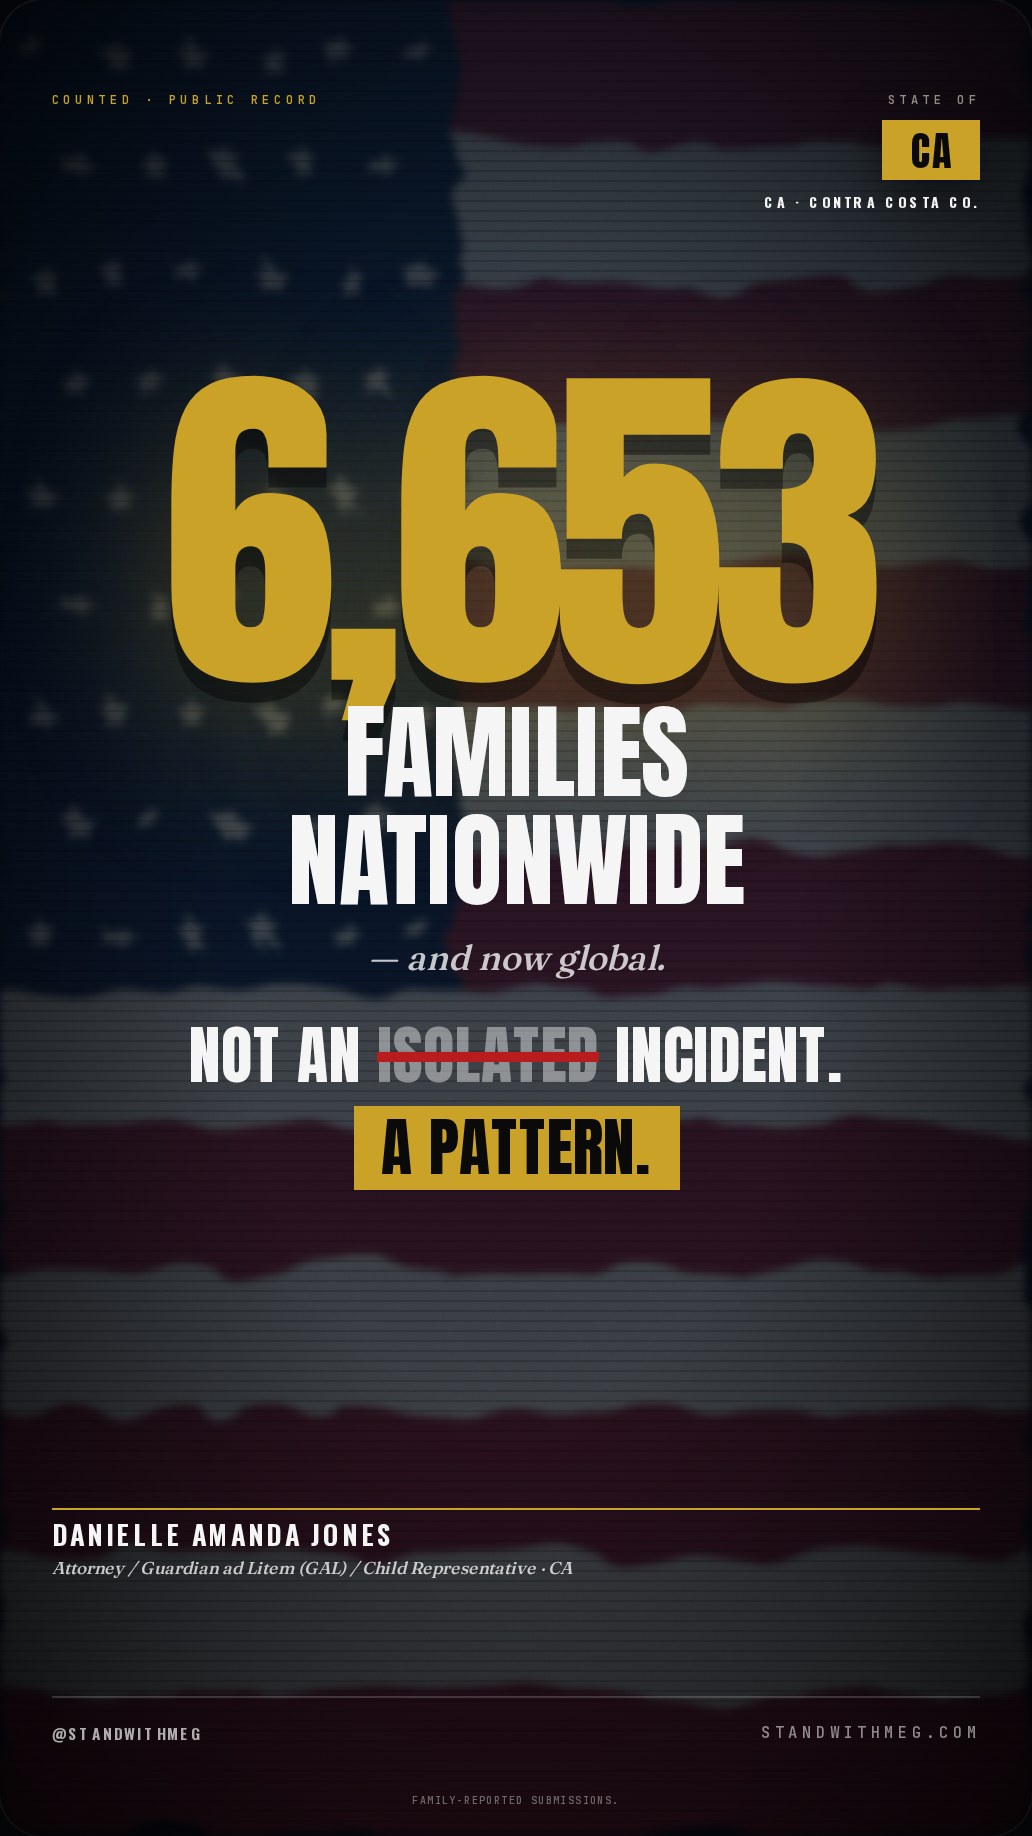 COUNTED · PUBLIC RECORD
STATE OF
CA
CA · CONTRA COSTA CO.
6,653
FAMILIES
NATIONWIDE
— and now global.
NOT AN ISOLATED INCIDENT.
A PATTERN.
DANIELLE AMANDA JONES
Attorney / Guardian ad Litem (GAL) / Child Representative · CA
@STANDWITHMEG
STANDWITHMEG.COM
FAMILY-REPORTED SUBMISSIONS.